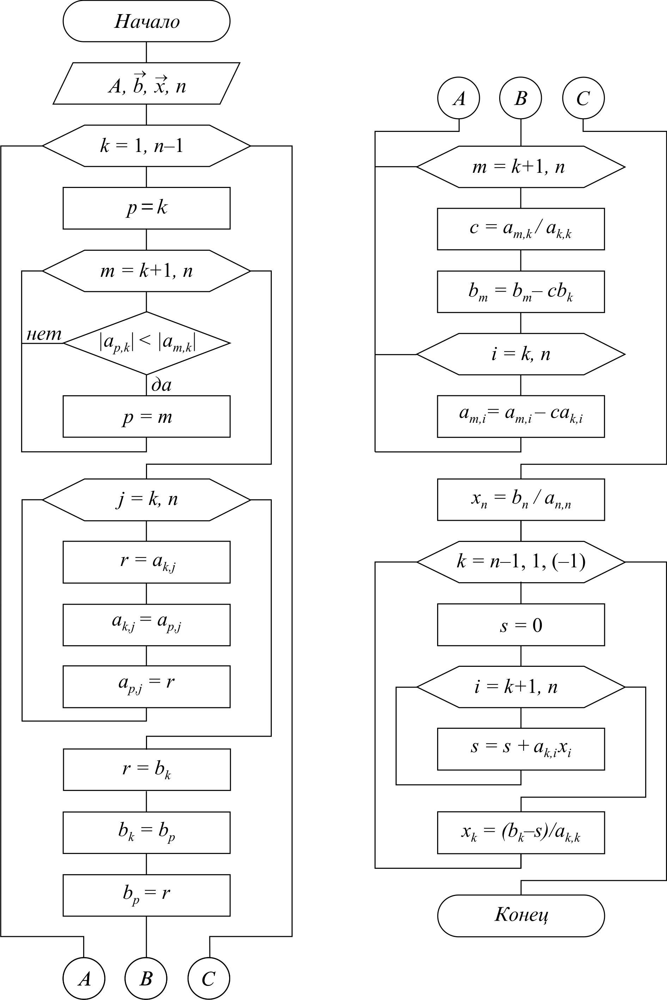 Начало
A, b⃗, x⃗, n
k = 1, n–1
p = k
m = k+1, n
|a_{p,k}| < |a_{m,k}|
нет
да
p = m
j = k, n
r = a_{k,j}
a_{k,j} = a_{p,j}
a_{p,j} = r
r = b_k
b_k = b_p
b_p = r
A B C
A B C
m = k+1, n
c = a_{m,k} / a_{k,k}
b_m = b_m – cb_k
i = k, n
a_{m,i} = a_{m,i} – ca_{k,i}
x_n = b_n / a_{n,n}
k = n–1, 1, (–1)
s = 0
i = k+1, n
s = s + a_{k,i}x_i
x_k = (b_k–s)/a_{k,k}
Конец